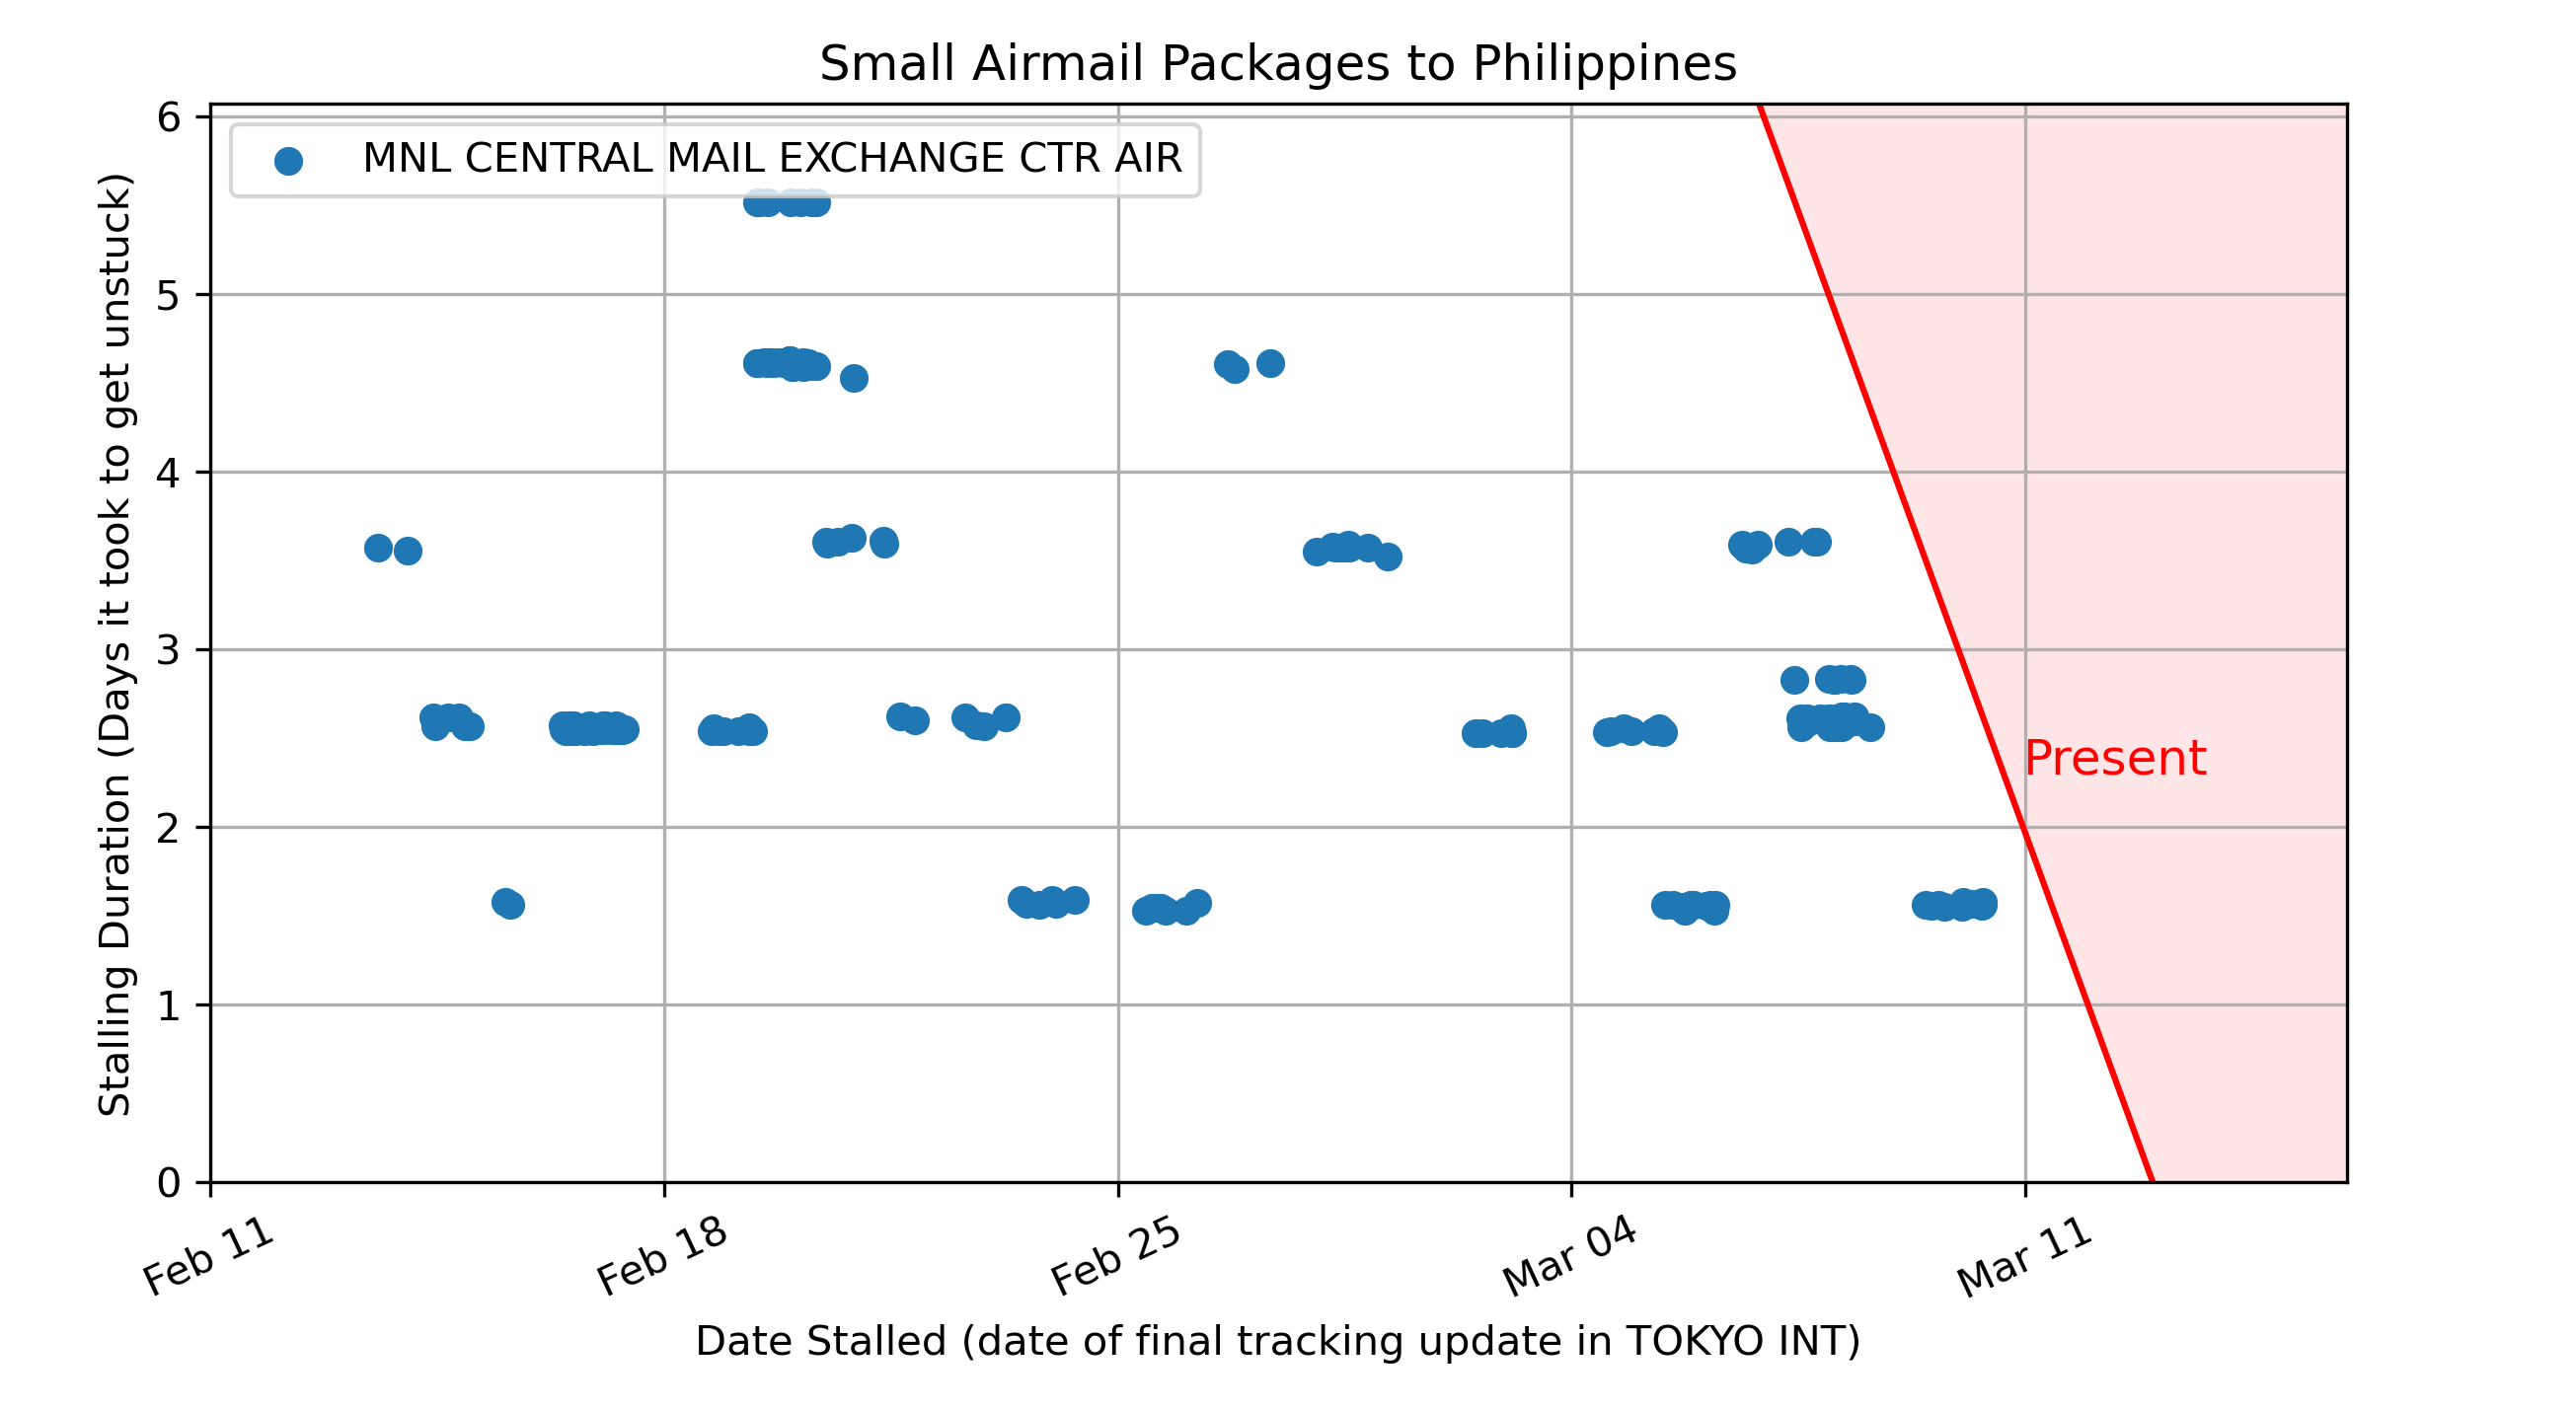 Small Airmail Packages to Philippines
MNL CENTRAL MAIL EXCHANGE CTR AIR
Stalling Duration (Days it took to get unstuck)
6
5
4
3
2
1
0
Present
Feb 11
Feb 18
Feb 25
Mar 04
Mar 11
Date Stalled (date of final tracking update in TOKYO INT)